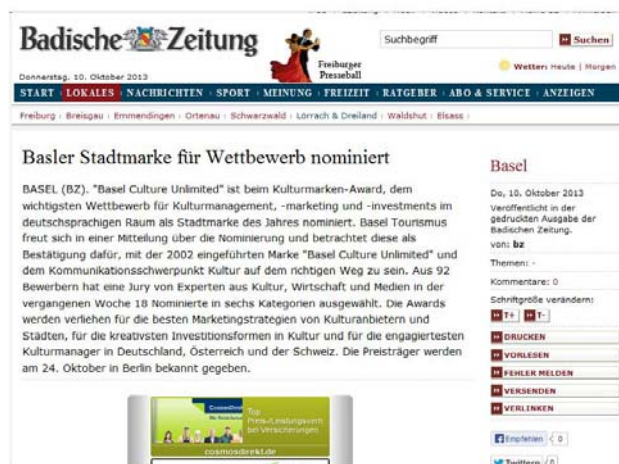 Badische Zeitung
Freiburger
Presseball
Suchbegriff
Suchen
Wetter: Heute | Morgen
Donnerstag, 10. Oktober 2013
START LOKALES NACHRICHTEN SPORT MEINUNG FREIZEIT RATGEBER ABO & SERVICE ANZEIGEN
Freiburg Breisgau Emmendingen Ortenau Schwarzwald Lörrach & Dreiland Waldshut Elsass
Basler Stadtmarke für Wettbewerb nominiert
BASEL (BZ). "Basel Culture Unlimited" ist beim Kulturmarken-Award, dem
wichtigsten Wettbewerb für Kulturmanagement, -marketing und -investments im
deutschsprachigen Raum als Stadtmarke des Jahres nominiert. Basel Tourismus
freut sich in einer Mitteilung über die Nominierung und betrachtet diese als
Bestätigung dafür, mit der 2002 eingeführten Marke "Basel Culture Unlimited" und
dem Kommunikationsschwerpunkt Kultur auf dem richtigen Weg zu sein. Aus 92
Bewerbern hat eine Jury von Experten aus Kultur, Wirtschaft und Medien in der
vergangenen Woche 18 Nominierte in sechs Kategorien ausgewählt. Die Awards
werden verliehen für die besten Marketingstrategien von Kulturanbietern und
Städten, für die kreativsten Investitionsformen in Kultur und für die engagiertesten
Kulturmanager in Deutschland, Österreich und der Schweiz. Die Preisträger werden
am 24. Oktober in Berlin bekannt gegeben.
Basel
Do, 10. Oktober 2013
Veröffentlicht in der
gedruckten Ausgabe der
Badischen Zeitung.
von: bz
Themen: -
Kommentare: 0
Schriftgröße verändern:
T+ T-
DRUCKEN
VORLESEN
FEHLER MELDEN
VERSENDEN
VERLINKEN
Empfehlen 0
Twittern 0
CosmosDirekt
Top
Preis-/Leistungswerte
bei Versicherungen
cosmosdirekt.de